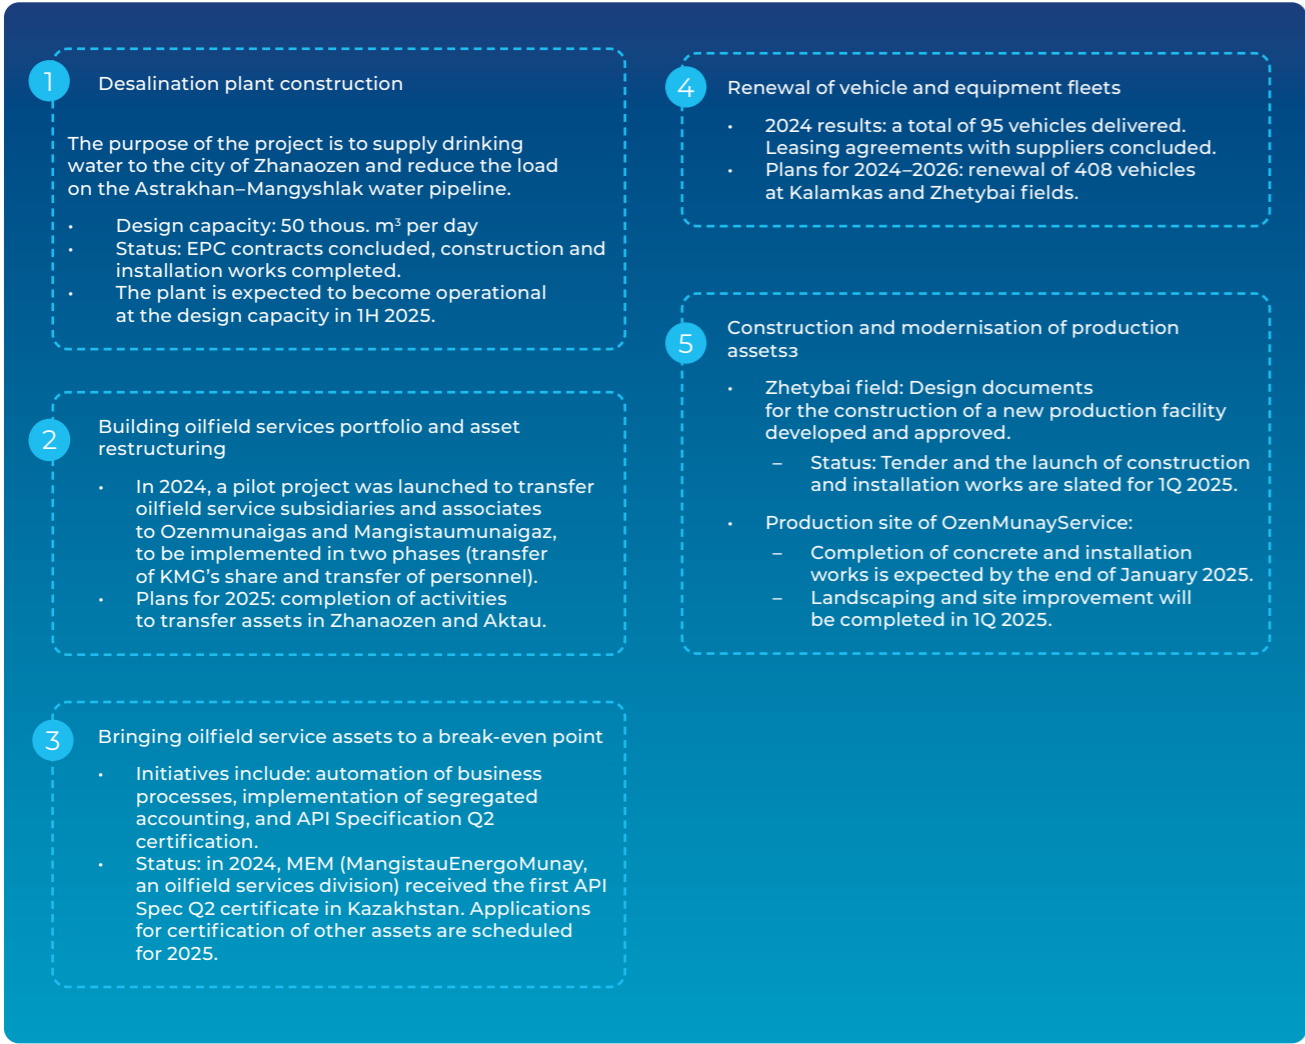 1
Desalination plant construction
The purpose of the project is to supply drinking
water to the city of Zhanaozen and reduce the load
on the Astrakhan–Mangyshlak water pipeline.
• Design capacity: 50 thous. m³ per day
• Status: EPC contracts concluded, construction and
installation works completed.
• The plant is expected to become operational
at the design capacity in 1H 2025.
2
Building oilfield services portfolio and asset
restructuring
• In 2024, a pilot project was launched to transfer
oilfield service subsidiaries and associates
to Ozenmunaigas and Mangistaumunaigaz,
to be implemented in two phases (transfer
of KMG’s share and transfer of personnel).
• Plans for 2025: completion of activities
to transfer assets in Zhanaozen and Aktau.
3
Bringing oilfield service assets to a break-even point
• Initiatives include: automation of business
processes, implementation of segregated
accounting, and API Specification Q2
certification.
• Status: in 2024, MEM (MangistauEnergoMunay,
an oilfield services division) received the first API
Spec Q2 certificate in Kazakhstan. Applications
for certification of other assets are scheduled
for 2025.
4
Renewal of vehicle and equipment fleets
• 2024 results: a total of 95 vehicles delivered.
Leasing agreements with suppliers concluded.
• Plans for 2024–2026: renewal of 408 vehicles
at Kalamkas and Zhetybai fields.
5
Construction and modernisation of production
assetsз
• Zhetybai field: Design documents
for the construction of a new production facility
developed and approved.
– Status: Tender and the launch of construction
and installation works are slated for 1Q 2025.
• Production site of OzenMunayService:
– Completion of concrete and installation
works is expected by the end of January 2025.
– Landscaping and site improvement will
be completed in 1Q 2025.